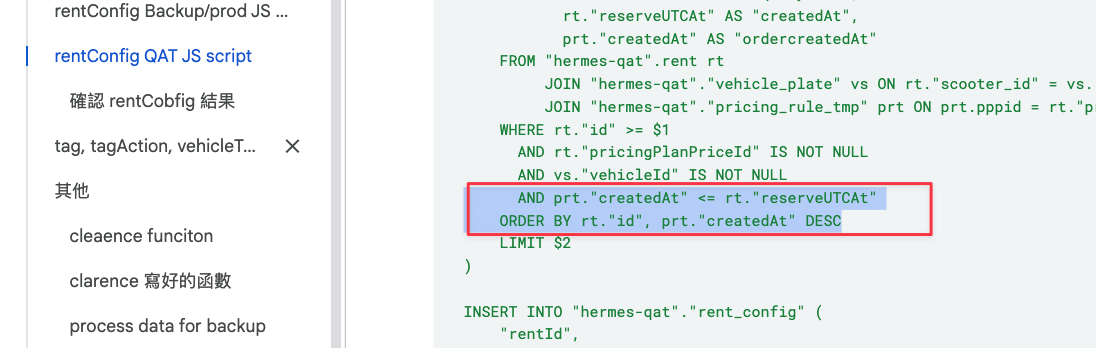 rentConfig Backup/prod JS ...
rentConfig QAT JS script
確認 rentCobfig 結果
tag, tagAction, vehicleT...
其他
cleaence funciton
clarence 寫好的函數
process data for backup
rt."reserveUTCAt" AS "createdAt",
prt."createdAt" AS "ordercreatedAt"
FROM "hermes-qat".rent rt
JOIN "hermes-qat"."vehicle_plate" vs ON rt."scooter_id" = vs.
JOIN "hermes-qat"."pricing_rule_tmp" prt ON prt.pppid = rt."pr
WHERE rt."id" >= $1
AND rt."pricingPlanPriceId" IS NOT NULL
AND vs."vehicleId" IS NOT NULL
AND prt."createdAt" <= rt."reserveUTCAt"
ORDER BY rt."id", prt."createdAt" DESC
LIMIT $2
)
INSERT INTO "hermes-qat"."rent_config" (
"rentId",